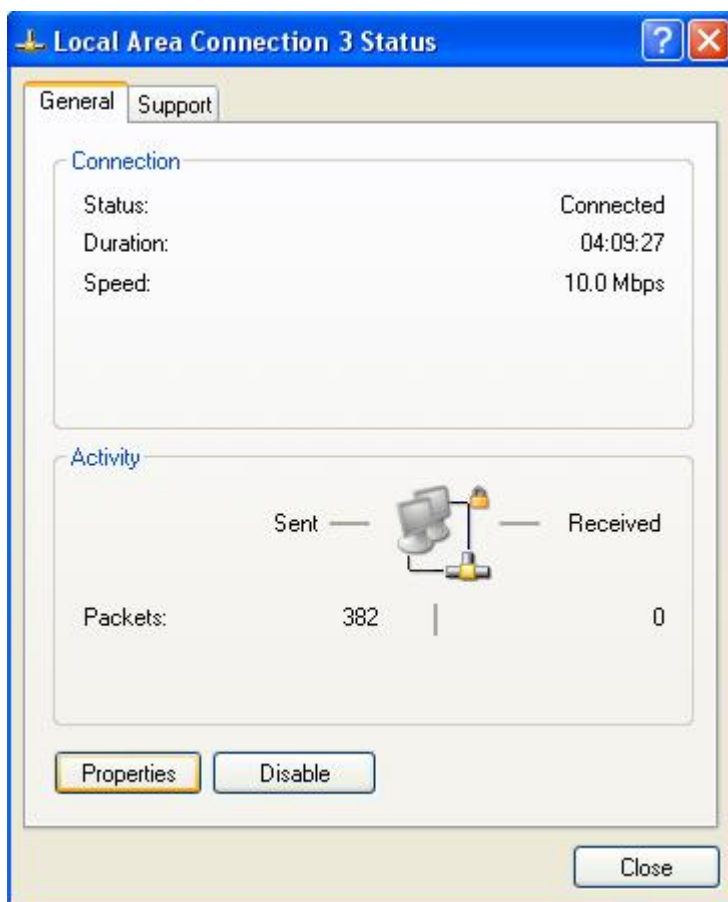 Local Area Connection 3 Status ?
General Support
Connection
Status: Connected
Duration: 04:09:27
Speed: 10.0 Mbps
Activity
Sent Received
Packets: 382 0
Properties Disable
Close